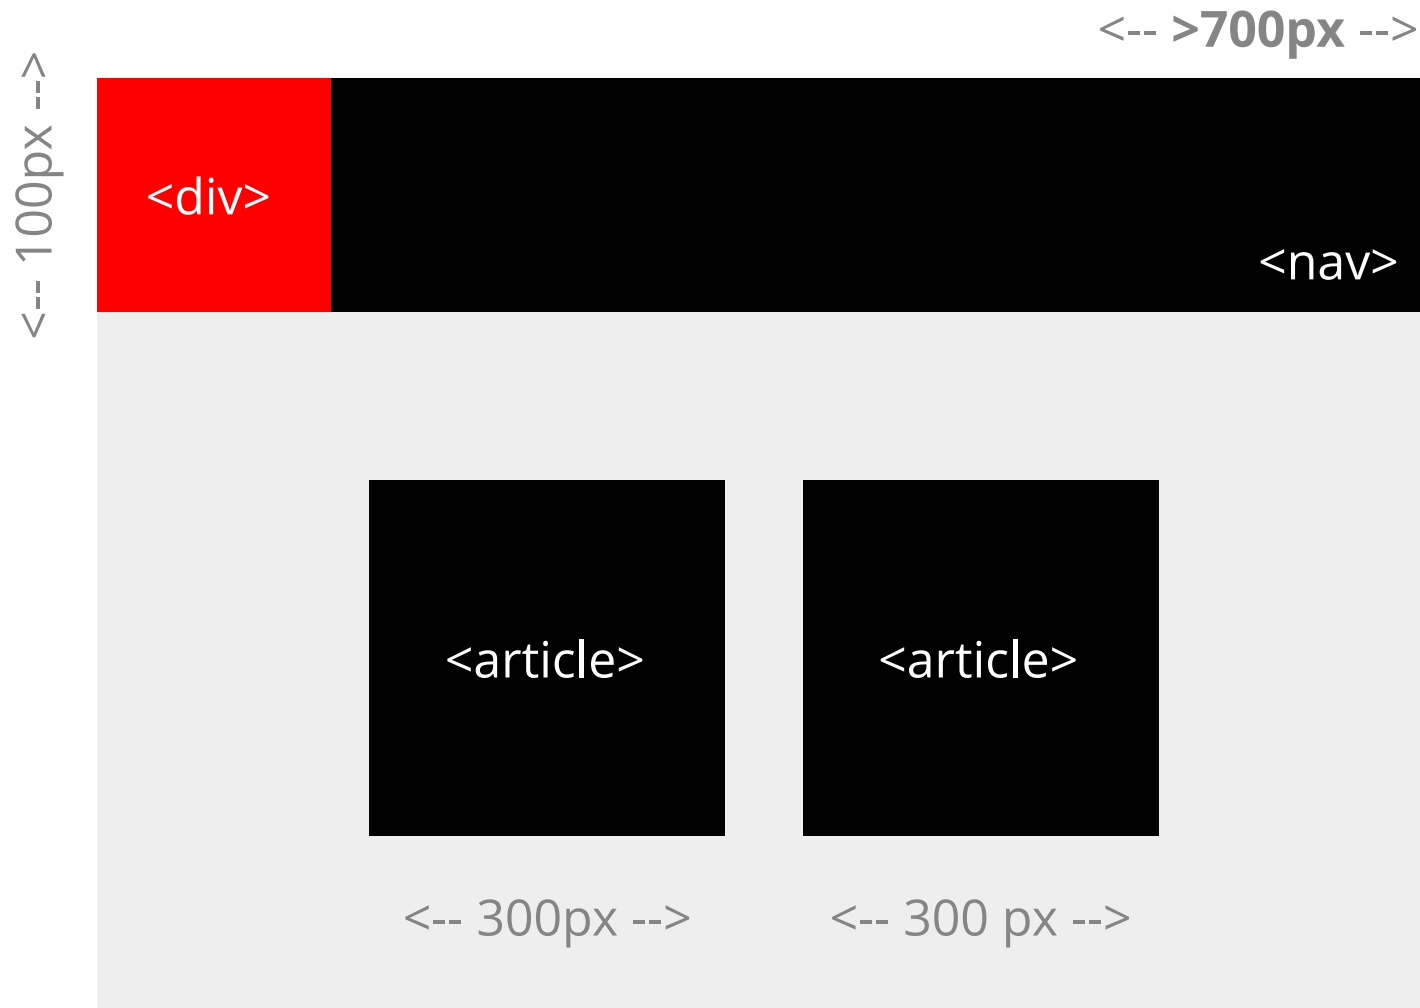 <-- >700px -->
<-- 100px -->
<div>
<nav>
<article> <article>
<-- 300px --> <-- 300 px -->